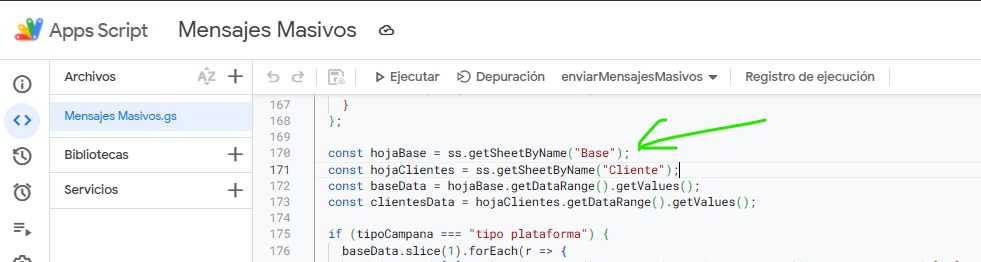 Apps Script Mensajes Masivos
Archivos AZ
Ejecutar Depuración enviarMensajesMasivos Registro de ejecución
Mensajes Masivos.gs
Bibliotecas
Servicios
167 }
168 };
169
170 const hojaBase = ss.getSheetByName("Base");
171 const hojaClientes = ss.getSheetByName("Cliente");
172 const baseData = hojaBase.getDataRange().getValues();
173 const clientesData = hojaClientes.getDataRange().getValues();
174
175 if (tipoCampana === "tipo plataforma") {
176 baseData.slice(1).forEach(r => {